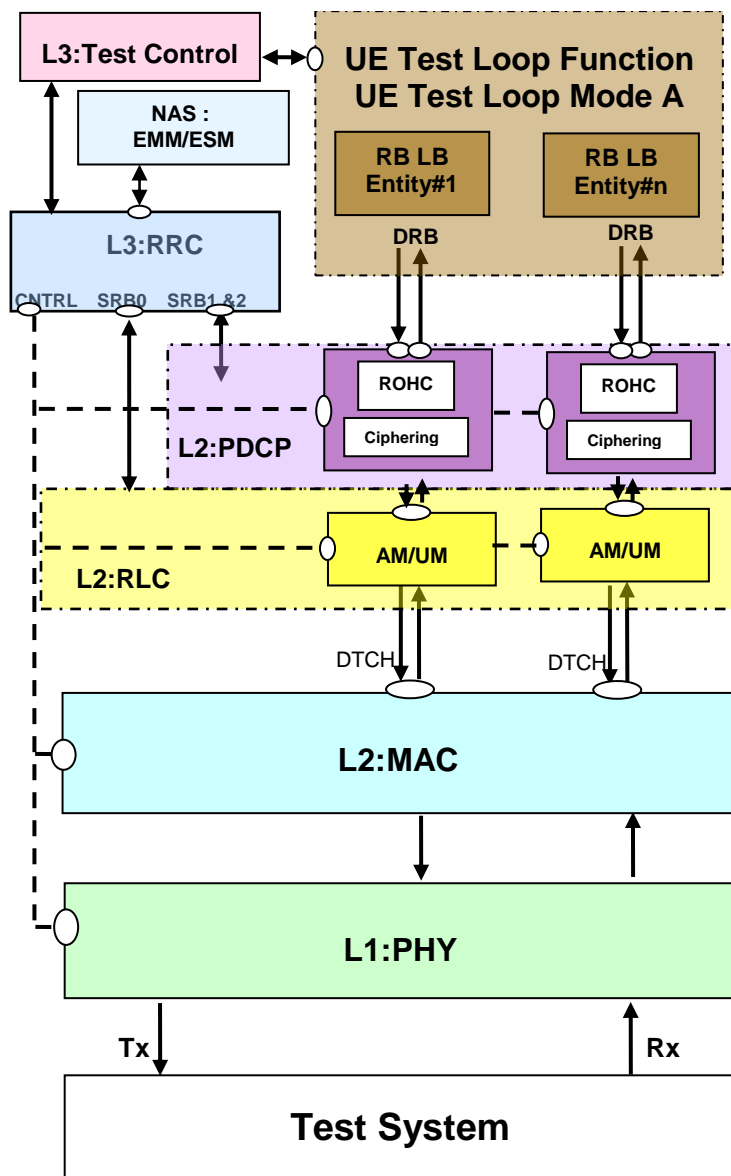 L3:Test Control
UE Test Loop Function
UE Test Loop Mode A
NAS :
EMM/ESM
RB LB
Entity#1
RB LB
Entity#n
DRB
DRB
L3:RRC
CNTRL
SRB0
SRB1 &2
ROHC
ROHC
Ciphering
Ciphering
L2:PDCP
AM/UM
AM/UM
L2:RLC
DTCH
DTCH
L2:MAC
L1:PHY
Tx
Rx
Test System